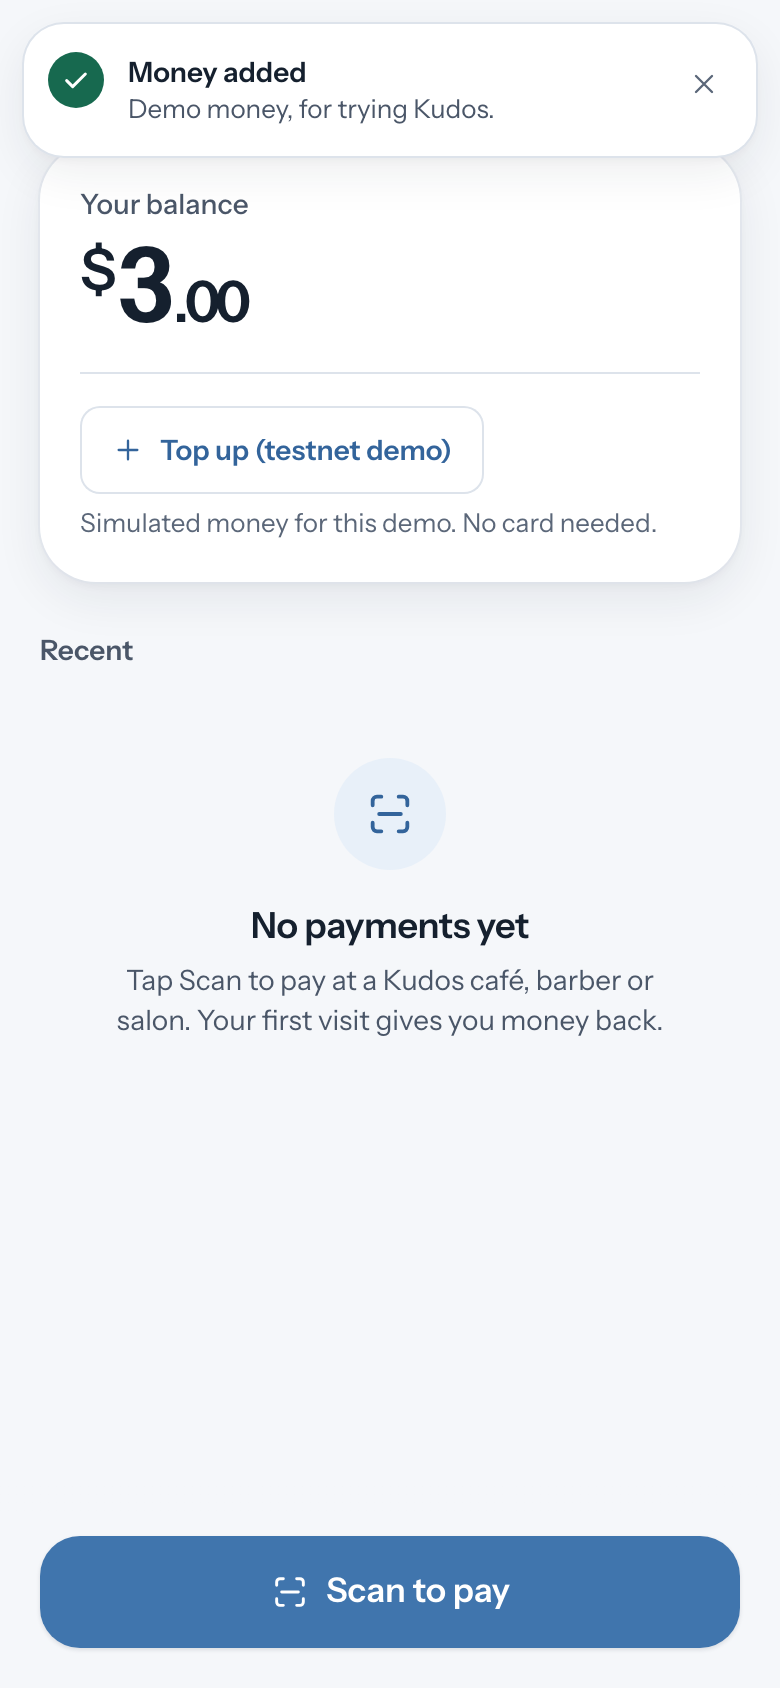 Money added
Demo money, for trying Kudos.
Your balance
$3.00
Top up (testnet demo)
Simulated money for this demo. No card needed.
Recent
No payments yet
Tap Scan to pay at a Kudos café, barber or
salon. Your first visit gives you money back.
Scan to pay